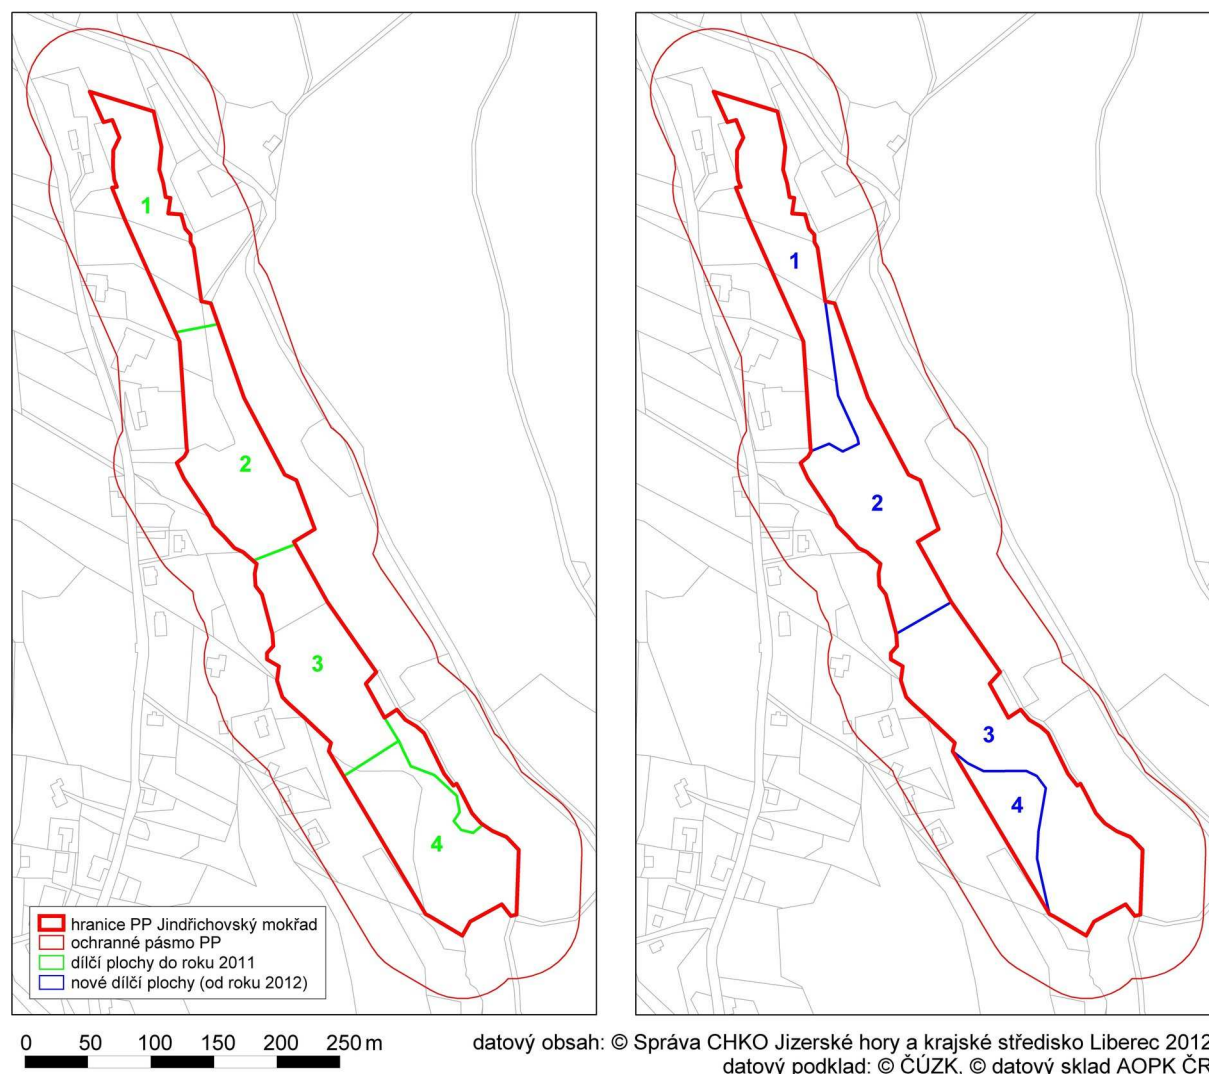 1
2
3
4
hranice PP Jindřichovský mokřad
ochranné pásmo PP
dílčí plochy do roku 2011
nové dílčí plochy (od roku 2012)
1
2
3
4
0 50 100 150 200 250 m
datový obsah: © Správa CHKO Jizerské hory a krajské středisko Liberec 2012
datový podklad: © ČÚZK, © datový sklad AOPK ČR